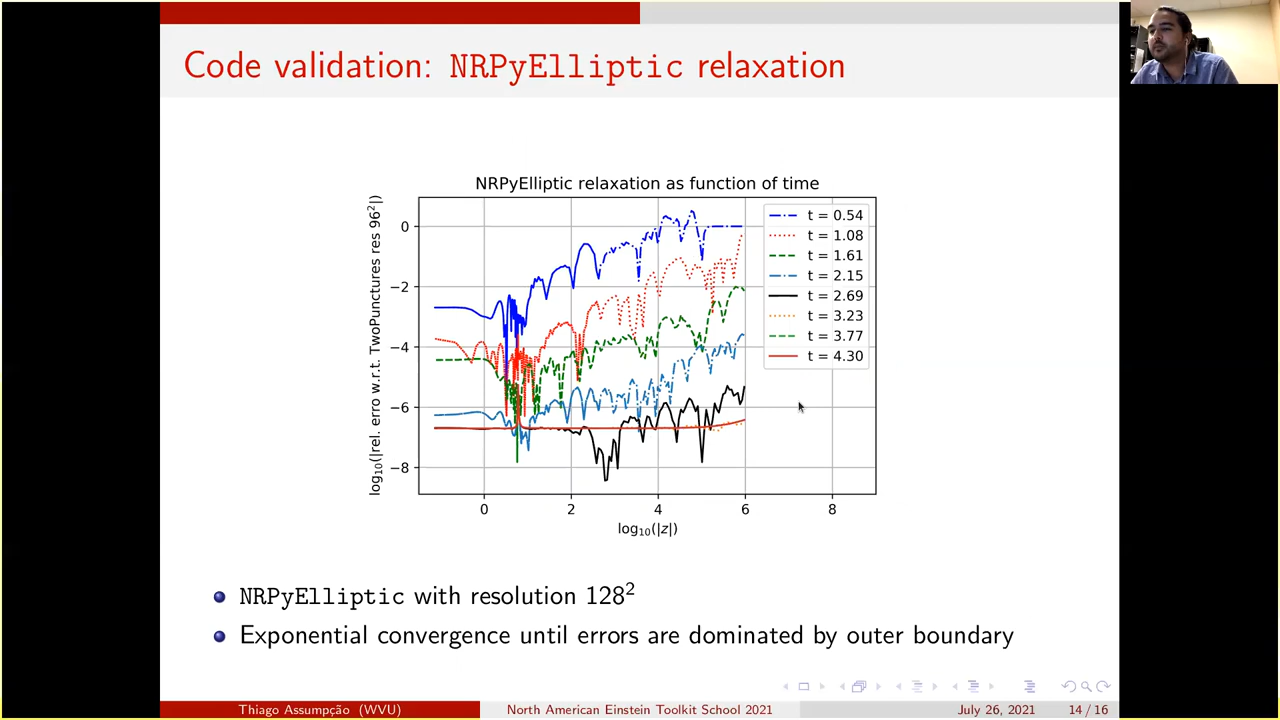 Code validation: NRPyElliptic relaxation
NRPyElliptic relaxation as function of time
log₁₀(|rel. erro w.r.t. TwoPunctures res 96²|)
0
−2
−4
−6
−8
t = 0.54
t = 1.08
t = 1.61
t = 2.15
t = 2.69
t = 3.23
t = 3.77
t = 4.30
0 2 4 6 8
log₁₀(|z|)
NRPyElliptic with resolution 128²
Exponential convergence until errors are dominated by outer boundary
Thiago Assumpção (WVU) North American Einstein Toolkit School 2021 July 26, 2021 14 / 16